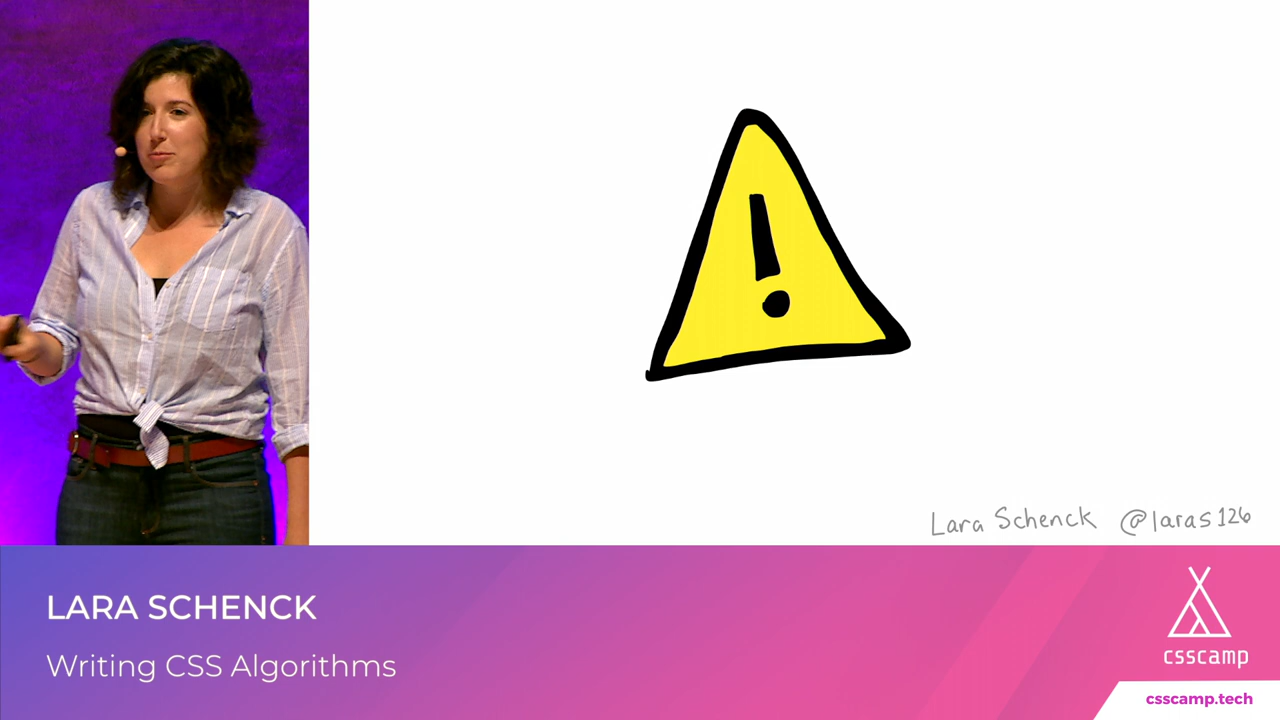 !
Lara Schenck @laras126
LARA SCHENCK
Writing CSS Algorithms
csscamp
csscamp.tech